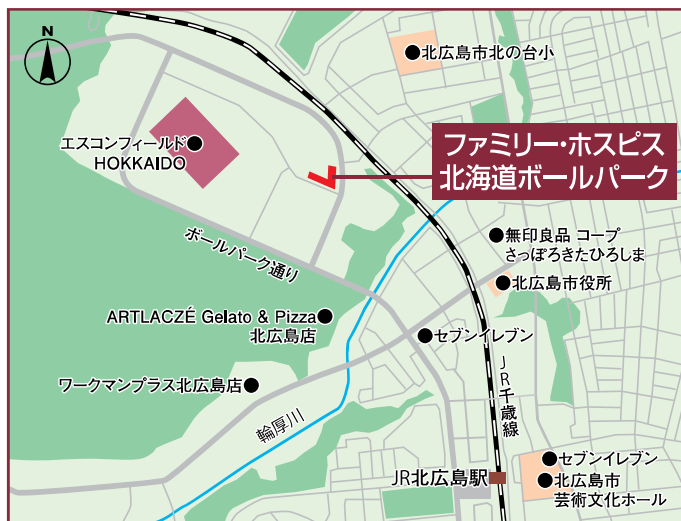 N
北広島市北の台小
エスコンフィールド
HOKKAIDO
ファミリー・ホスピス
北海道ボールパーク
無印良品 コープ
さっぽろきたひろしま
ボールパーク通り
北広島市役所
ARTLACZÉ Gelato & Pizza
北広島店
セブンイレブン
ワークマンプラス北広島店
JR千歳線
輪厚川
セブンイレブン
JR北広島駅
北広島市
芸術文化ホール